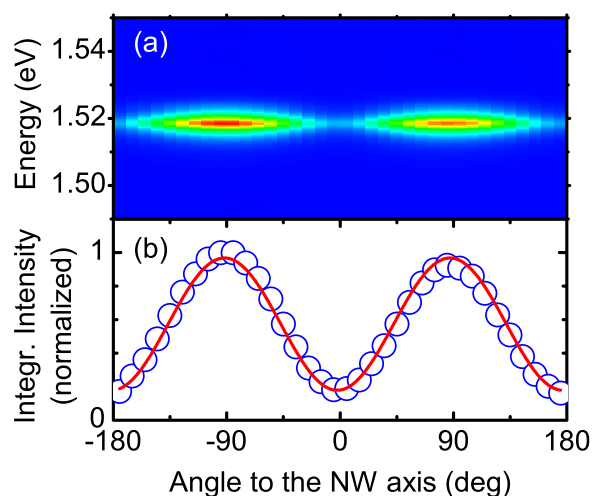 (a)
1.54
1.52
1.50
Energy (eV)
(b)
1
0
Integr. Intensity
(normalized)
-180 -90 0 90 180
Angle to the NW axis (deg)